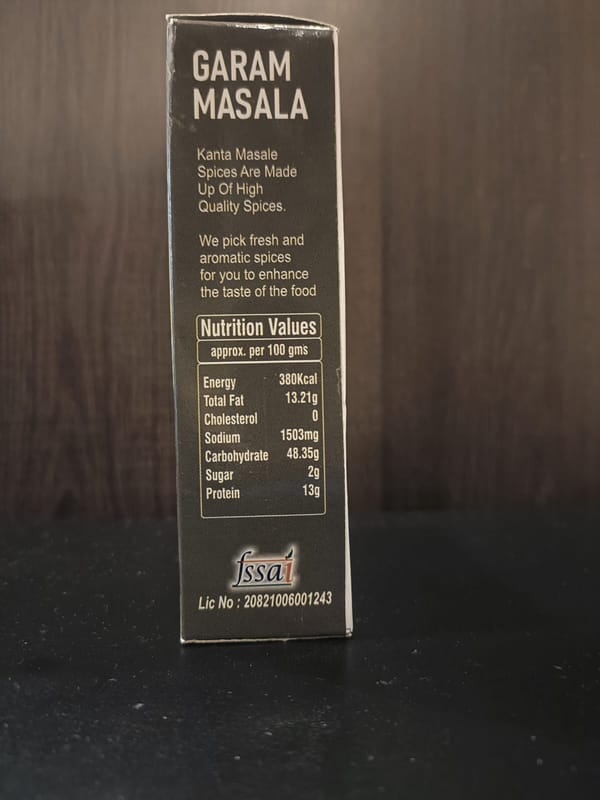 GARAM
MASALA
Kanta Masale
Spices Are Made
Up Of High
Quality Spices.
We pick fresh and
aromatic spices
for you to enhance
the taste of the food
Nutrition Values
approx. per 100 gms
Energy 380Kcal
Total Fat 13.21g
Cholesterol 0
Sodium 1503mg
Carbohydrate 48.35g
Sugar 2g
Protein 13g
fssai
Lic No : 20821006001243